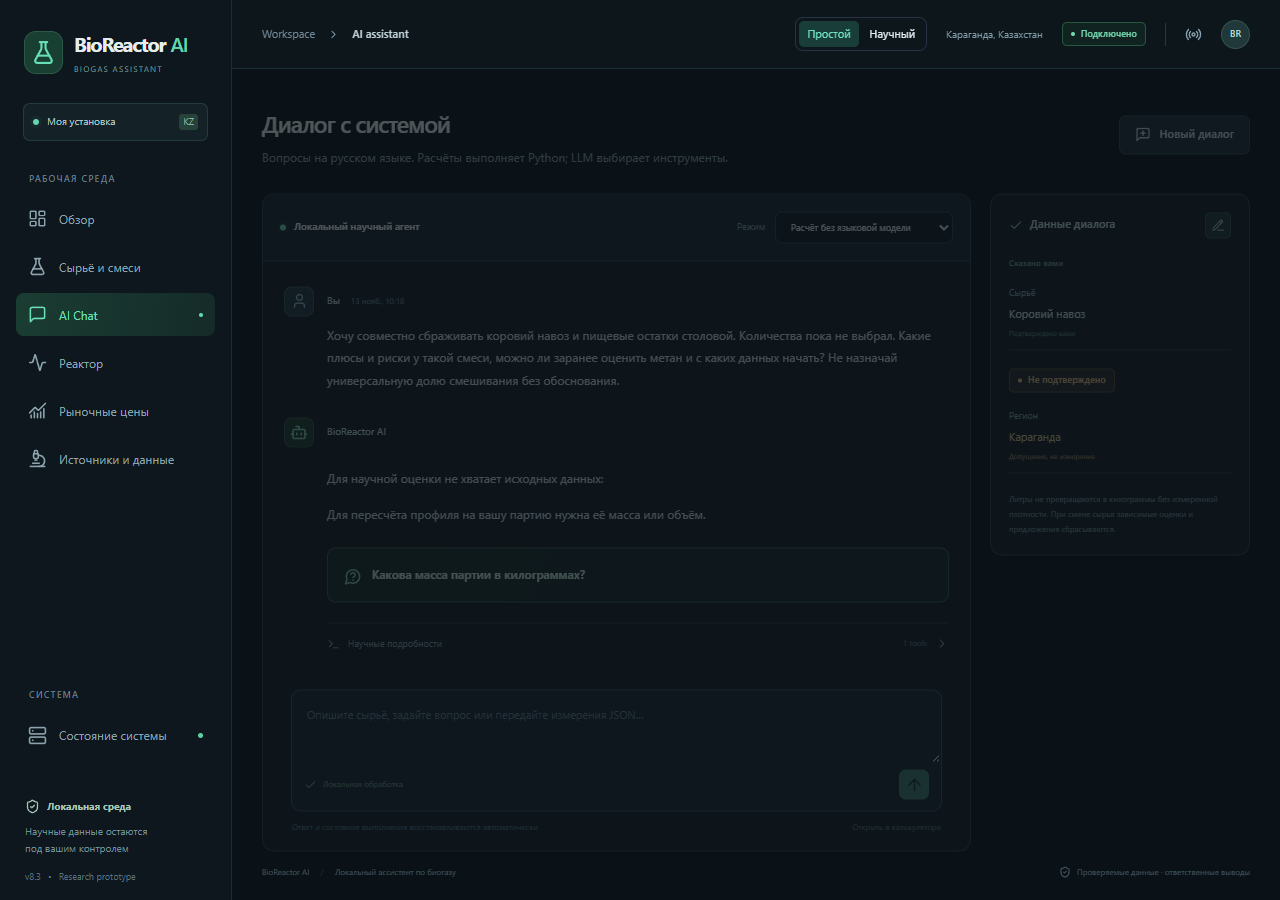 BioReactor AI
BIOGAS ASSISTANT
Моя установка
KZ
РАБОЧАЯ СРЕДА
Обзор
Сырьё и смеси
AI Chat
Реактор
Рыночные цены
Источники и данные
СИСТЕМА
Состояние системы
Локальная среда
Научные данные остаются
под вашим контролем
v8.3 • Research prototype
Workspace > AI assistant
Простой Научный
Караганда, Казахстан
Подключено
BR
Диалог с системой
Вопросы на русском языке. Расчёты выполняет Python; LLM выбирает инструменты.
Новый диалог
Локальный научный агент
Режим
Расчёт без языковой модели
Вы 13 нояб., 10:18
Хочу совместно сбраживать коровий навоз и пищевые остатки столовой. Количества пока не выбрал. Какие
плюсы и риски у такой смеси, можно ли заранее оценить метан и с каких данных начать? Не назначай
универсальную долю смешивания без обоснования.
BioReactor AI
Для научной оценки не хватает исходных данных:
Для пересчёта профиля на вашу партию нужна её масса или объём.
Какова масса партии в килограммах?
Научные подробности
1 tools
Опишите сырьё, задайте вопрос или передайте измерения JSON...
Локальная обработка
Ответ и состояние выполнения восстанавливаются автоматически
Открыть в калькуляторе
Данные диалога
Сказано вами
Сырьё
Коровий навоз
Подтверждено вами
Не подтверждено
Регион
Караганда
Допущение, не измерение
Литры не превращаются в килограммы без измеренной
плотности. При смене сырья зависимые оценки и
предложения сбрасываются.
BioReactor AI / Локальный ассистент по биогазу
Проверяемые данные · ответственные выводы